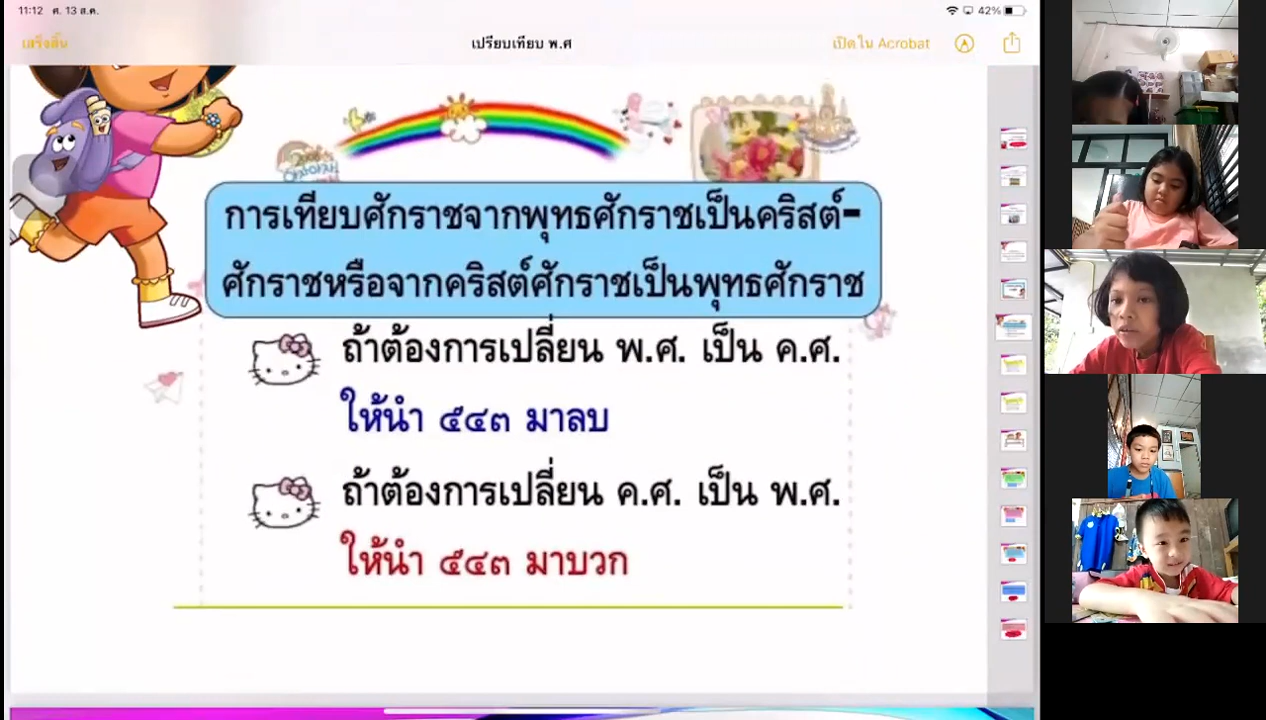 11:12 ศ. 13 ส.ค.
42%
เสร็จสิ้น
เปรียบเทียบ พ.ศ
เปิดใน Acrobat
การเทียบศักราชจากพุทธศักราชเป็นคริสต์-
ศักราชหรือจากคริสต์ศักราชเป็นพุทธศักราช
ถ้าต้องการเปลี่ยน พ.ศ. เป็น ค.ศ.
ให้นำ ๕๔๓ มาลบ
ถ้าต้องการเปลี่ยน ค.ศ. เป็น พ.ศ.
ให้นำ ๕๔๓ มาบวก